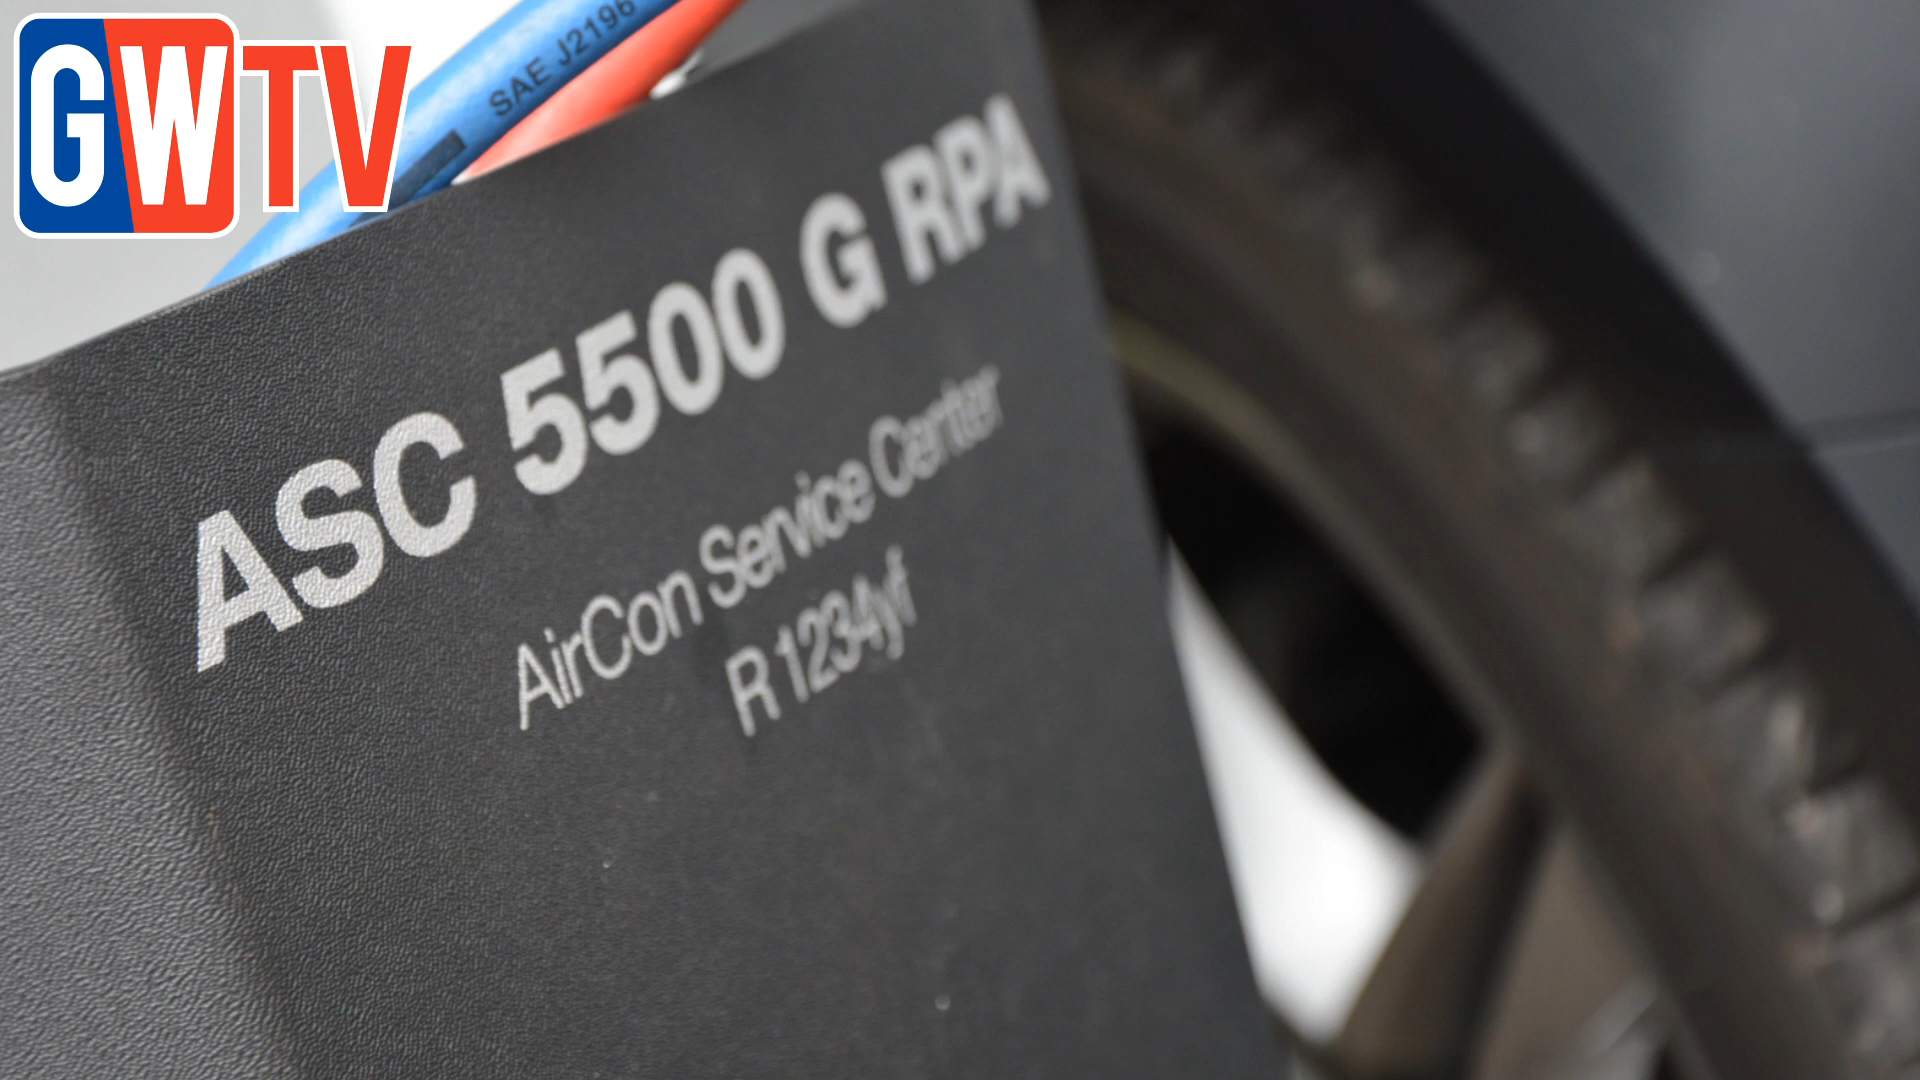 GWTV
SAE J2196
ASC 5500 G RPA
AirCon Service Center
R 1234yf